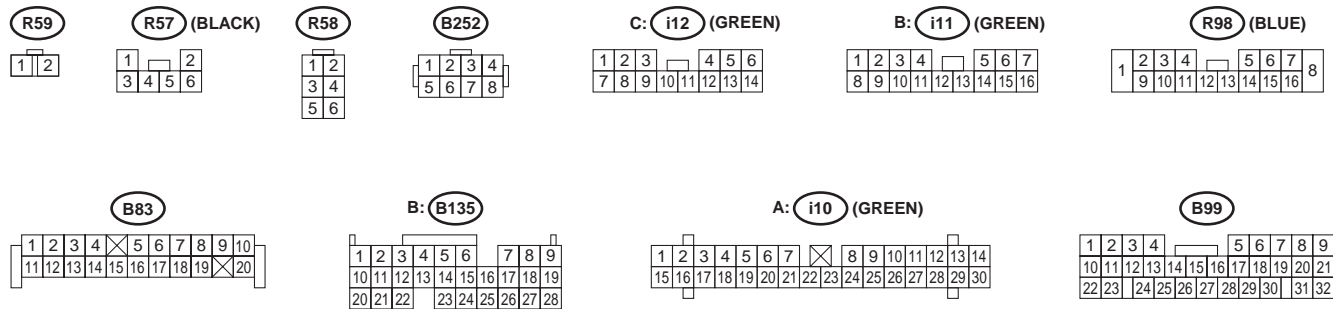 R59
R57 (BLACK)
R58
B252
C: i12 (GREEN)
B: i11 (GREEN)
R98 (BLUE)
1 2
1 2
3 4 5 6
1 2
3 4
5 6
1 2 3 4
5 6 7 8
1 2 3 4 5 6
7 8 9 10 11 12 13 14
1 2 3 4 5 6 7
8 9 10 11 12 13 14 15 16
1 2 3 4 5 6 7 8
9 10 11 12 13 14 15 16
B83
B: B135
A: i10 (GREEN)
B99
1 2 3 4 5 6 7 8 9 10
11 12 13 14 15 16 17 18 19 20
1 2 3 4 5 6 7 8 9
10 11 12 13 14 15 16 17 18 19
20 21 22 23 24 25 26 27 28
1 2 3 4 5 6 7 8 9 10 11 12 13 14
15 16 17 18 19 20 21 22 23 24 25 26 27 28 29 30
1 2 3 4 5 6 7 8 9
10 11 12 13 14 15 16 17 18 19 20 21
22 23 24 25 26 27 28 29 30 31 32